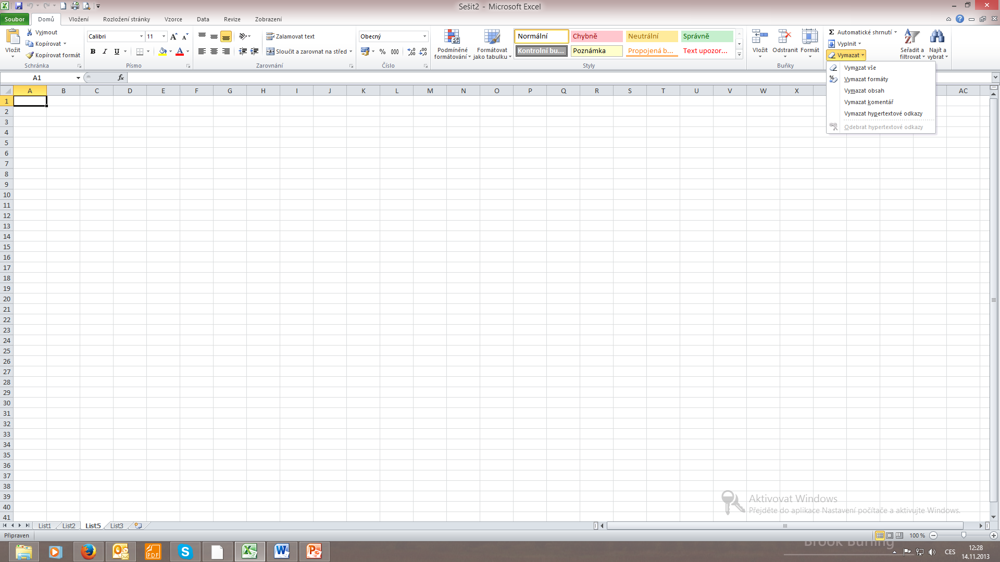 Sešit2 - Microsoft Excel
Soubor Domů Vložení Rozložení stránky Vzorce Data Revize Zobrazení
Vložit
Vyjmout
Kopírovat
Kopírovat formát
Schránka
Calibri 11
B I U
Písmo
Zalamovat text
Sloučit a zarovnat na střed
Zarovnání
Obecný
% 000
Číslo
Podmíněné formátování
Formátovat jako tabulku
Normální Chybně Neutrální Správně
Kontrolní bu... Poznámka Propojená b... Text upozor...
Styly
Vložit Odstranit Formát
Buňky
Σ Automatické shrnutí
Vyplnit
Vymazat
Seřadit a filtrovat
Najít a vybrat
Vymazat vše
Vymazat formáty
Vymazat obsah
Vymazat komentář
Vymazat hypertextové odkazy
Odebrat hypertextové odkazy
A1 fx
A B C D E F G H I J K L M N O P Q R S T U V W X AC
1
2
3
4
5
6
7
8
9
10
11
12
13
14
15
16
17
18
19
20
21
22
23
24
25
26
27
28
29
30
31
32
33
34
35
36
37
38
39
40
41
Aktivovat Windows
Přejděte do aplikace Nastavení počítače a aktivujte Windows.
List1 List2 List5 List3
Připraven 100 %
PDF
CES
12:28
14.11.2013